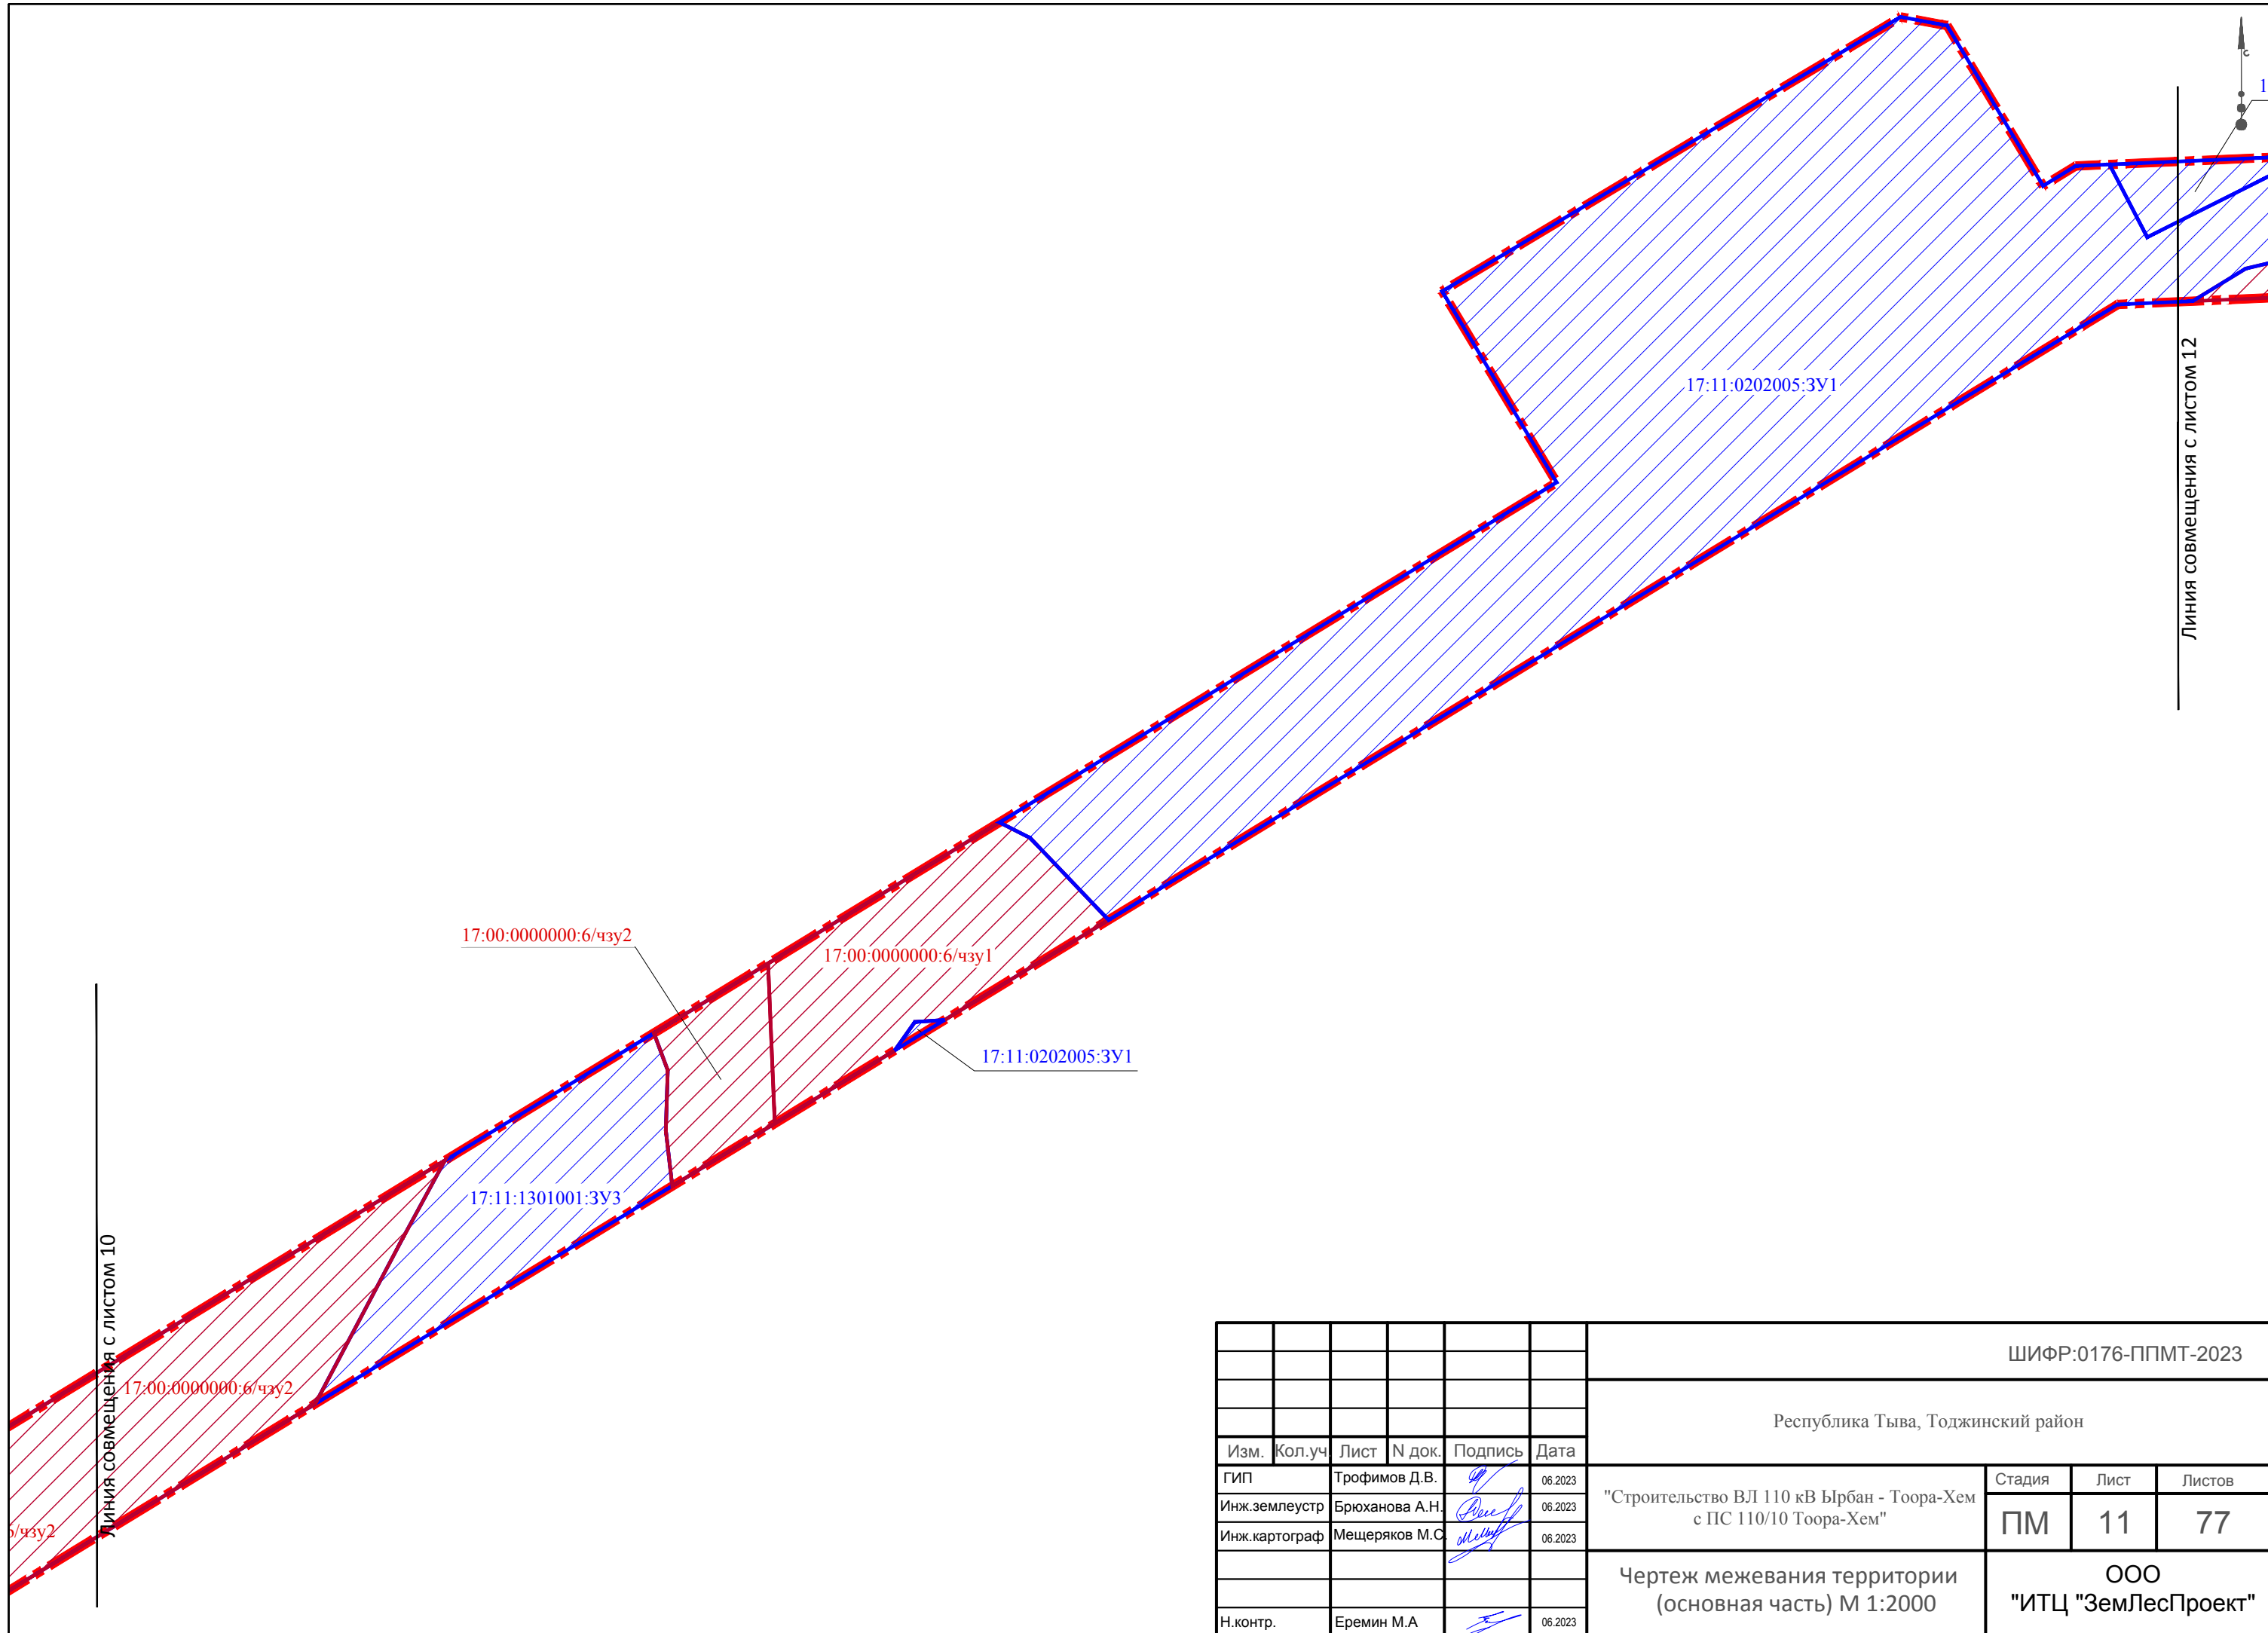 с
1
17:11:0202005:ЗУ1
Линия совмещения с листом 12
17:00:0000000:6/чзу2
17:00:0000000:6/чзу1
17:11:0202005:ЗУ1
17:11:1301001:ЗУ3
Линия совмещения с листом 10
17:00:0000000:6/чзу2
/чзу2
ШИФР:0176-ППМТ-2023
Республика Тыва, Тоджинский район
Изм. Кол.уч Лист N док. Подпись Дата
ГИП Трофимов Д.В. 06.2023
Инж.землеустр Брюханова А.Н. 06.2023
Инж.картограф Мещеряков М.С. 06.2023
Н.контр. Еремин М.А 06.2023
"Строительство ВЛ 110 кВ Ырбан - Тоора-Хем
с ПС 110/10 Тоора-Хем"
Стадия Лист Листов
ПМ 11 77
Чертеж межевания территории
(основная часть) М 1:2000
ООО
"ИТЦ "ЗемЛесПроект"